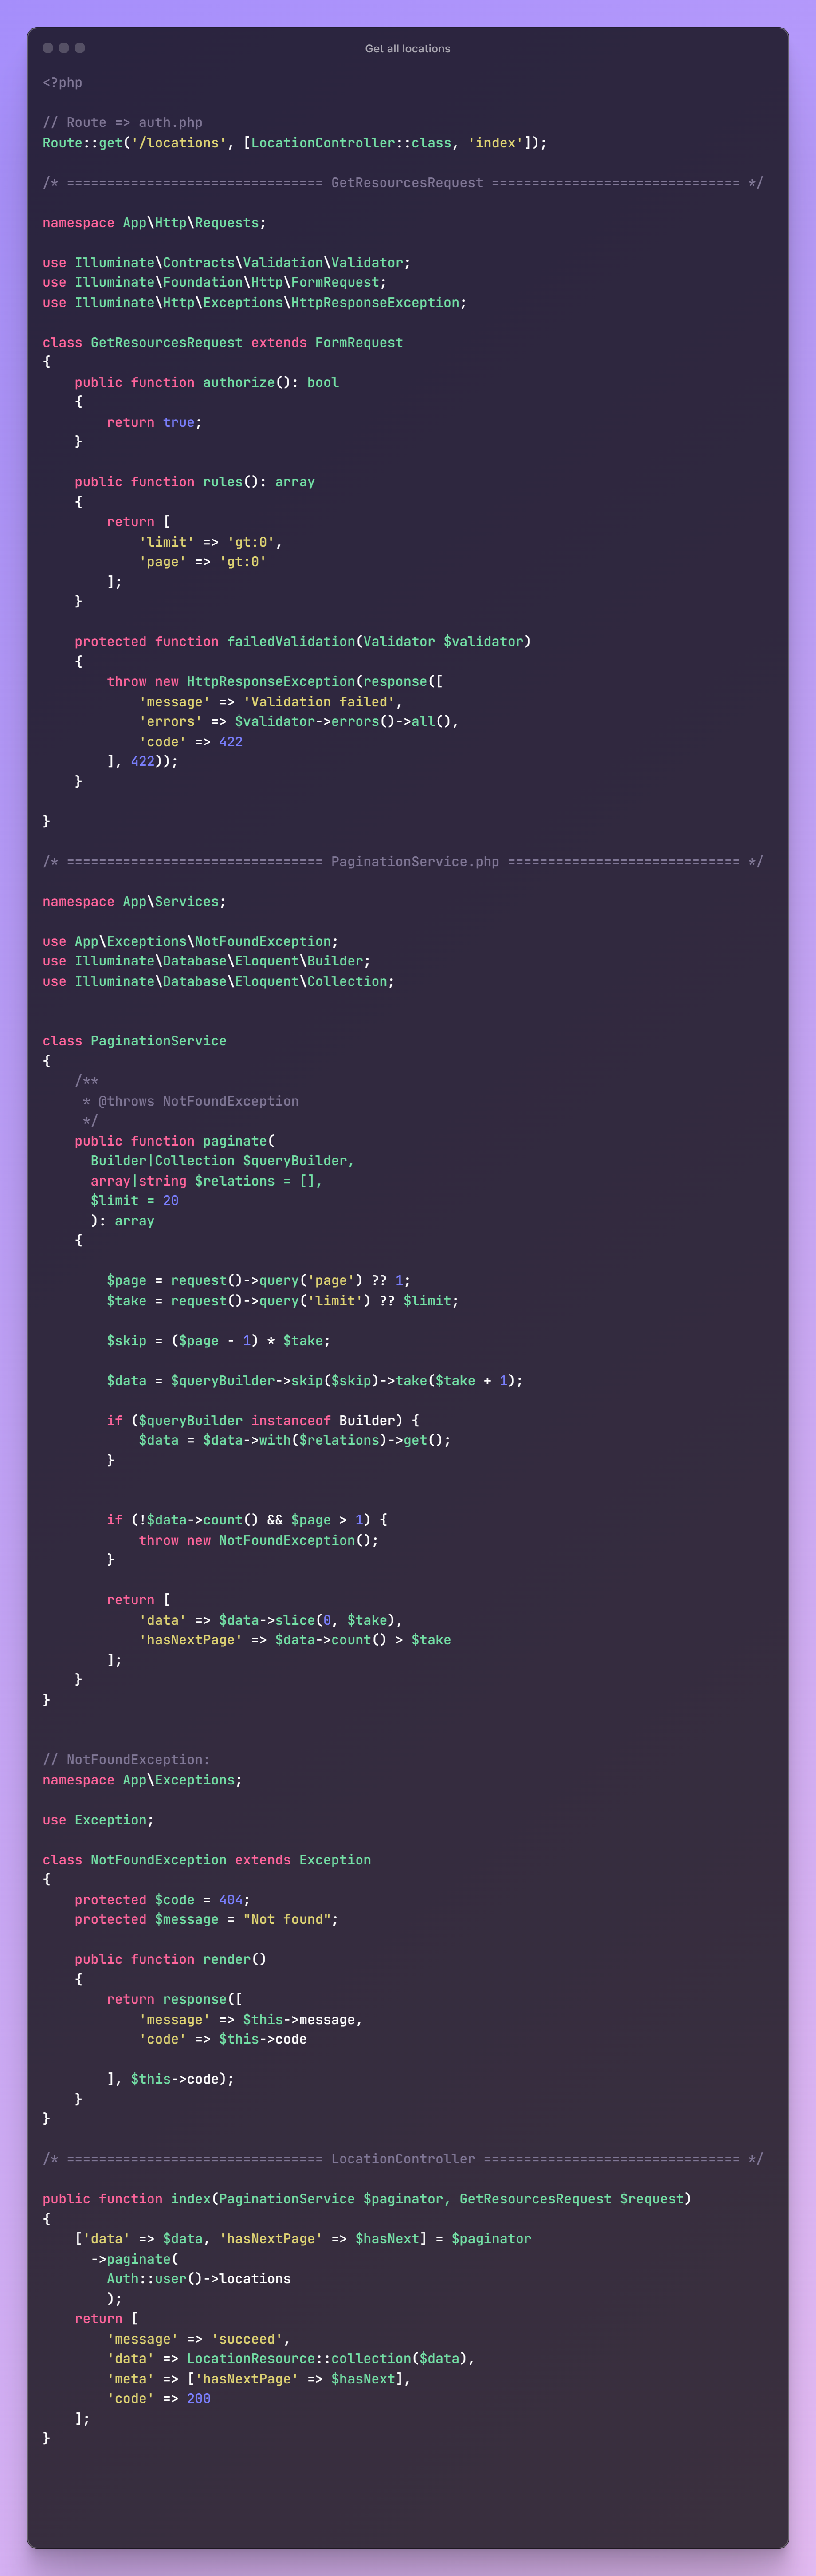 Get all locations
<?php
// Route => auth.php
Route::get('/locations', [LocationController::class, 'index']);
/* ================================ GetResourcesRequest =============================== */
namespace App\Http\Requests;
use Illuminate\Contracts\Validation\Validator;
use Illuminate\Foundation\Http\FormRequest;
use Illuminate\Http\Exceptions\HttpResponseException;
class GetResourcesRequest extends FormRequest
{
    public function authorize(): bool
    {
        return true;
    }
    public function rules(): array
    {
        return [
            'limit' => 'gt:0',
            'page' => 'gt:0'
        ];
    }
    protected function failedValidation(Validator $validator)
    {
        throw new HttpResponseException(response([
            'message' => 'Validation failed',
            'errors' => $validator->errors()->all(),
            'code' => 422
        ], 422));
    }
}
/* ================================ PaginationService.php ============================= */
namespace App\Services;
use App\Exceptions\NotFoundException;
use Illuminate\Database\Eloquent\Builder;
use Illuminate\Database\Eloquent\Collection;
class PaginationService
{
    /**
     * @throws NotFoundException
     */
    public function paginate(
      Builder|Collection $queryBuilder,
      array|string $relations = [],
      $limit = 20
      ): array
    {
        $page = request()->query('page') ?? 1;
        $take = request()->query('limit') ?? $limit;
        $skip = ($page - 1) * $take;
        $data = $queryBuilder->skip($skip)->take($take + 1);
        if ($queryBuilder instanceof Builder) {
            $data = $data->with($relations)->get();
        }
        if (!$data->count() && $page > 1) {
            throw new NotFoundException();
        }
        return [
            'data' => $data->slice(0, $take),
            'hasNextPage' => $data->count() > $take
        ];
    }
}
// NotFoundException:
namespace App\Exceptions;
use Exception;
class NotFoundException extends Exception
{
    protected $code = 404;
    protected $message = "Not found";
    public function render()
    {
        return response([
            'message' => $this->message,
            'code' => $this->code
        ], $this->code);
    }
}
/* ================================ LocationController ================================ */
public function index(PaginationService $paginator, GetResourcesRequest $request)
{
    ['data' => $data, 'hasNextPage' => $hasNext] = $paginator
      ->paginate(
        Auth::user()->locations
        );
    return [
        'message' => 'succeed',
        'data' => LocationResource::collection($data),
        'meta' => ['hasNextPage' => $hasNext],
        'code' => 200
    ];
}